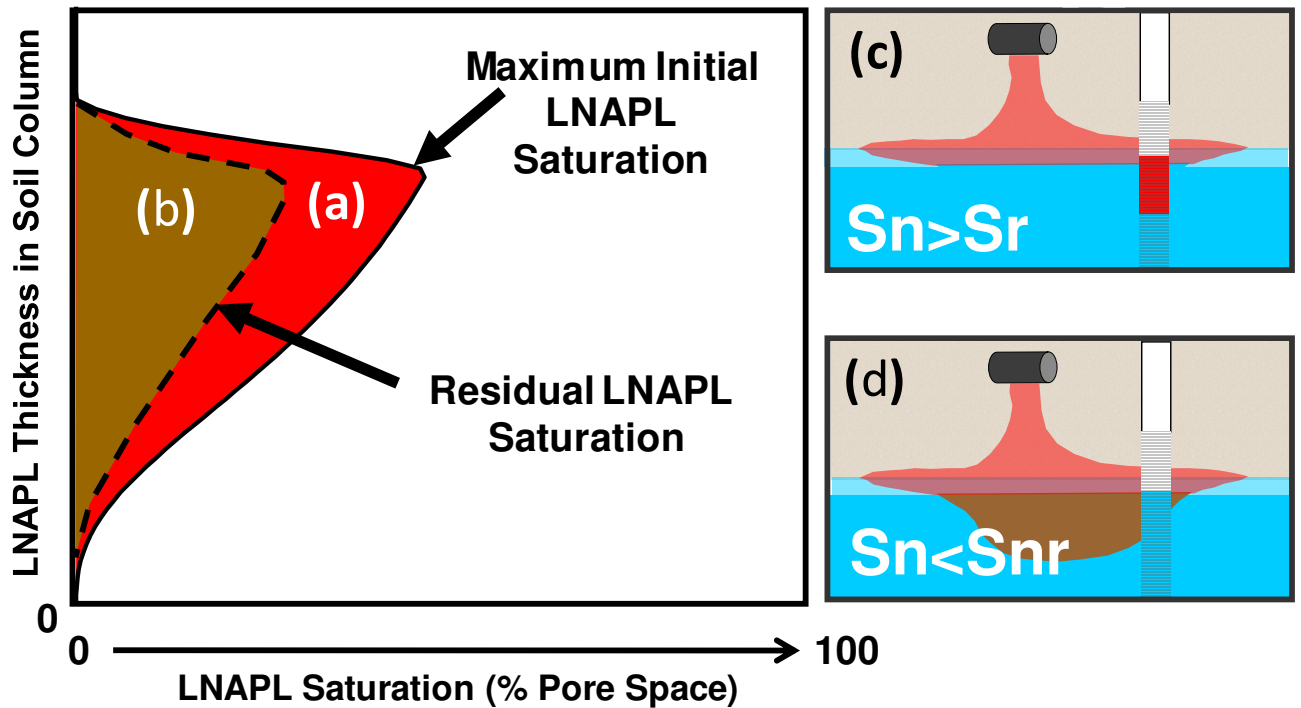 LNAPL Thickness in Soil Column
Maximum Initial
LNAPL
Saturation
(b)
(a)
Residual LNAPL
Saturation
0
0
100
LNAPL Saturation (% Pore Space)
(c)
Sn>Sr
(d)
Sn<Snr